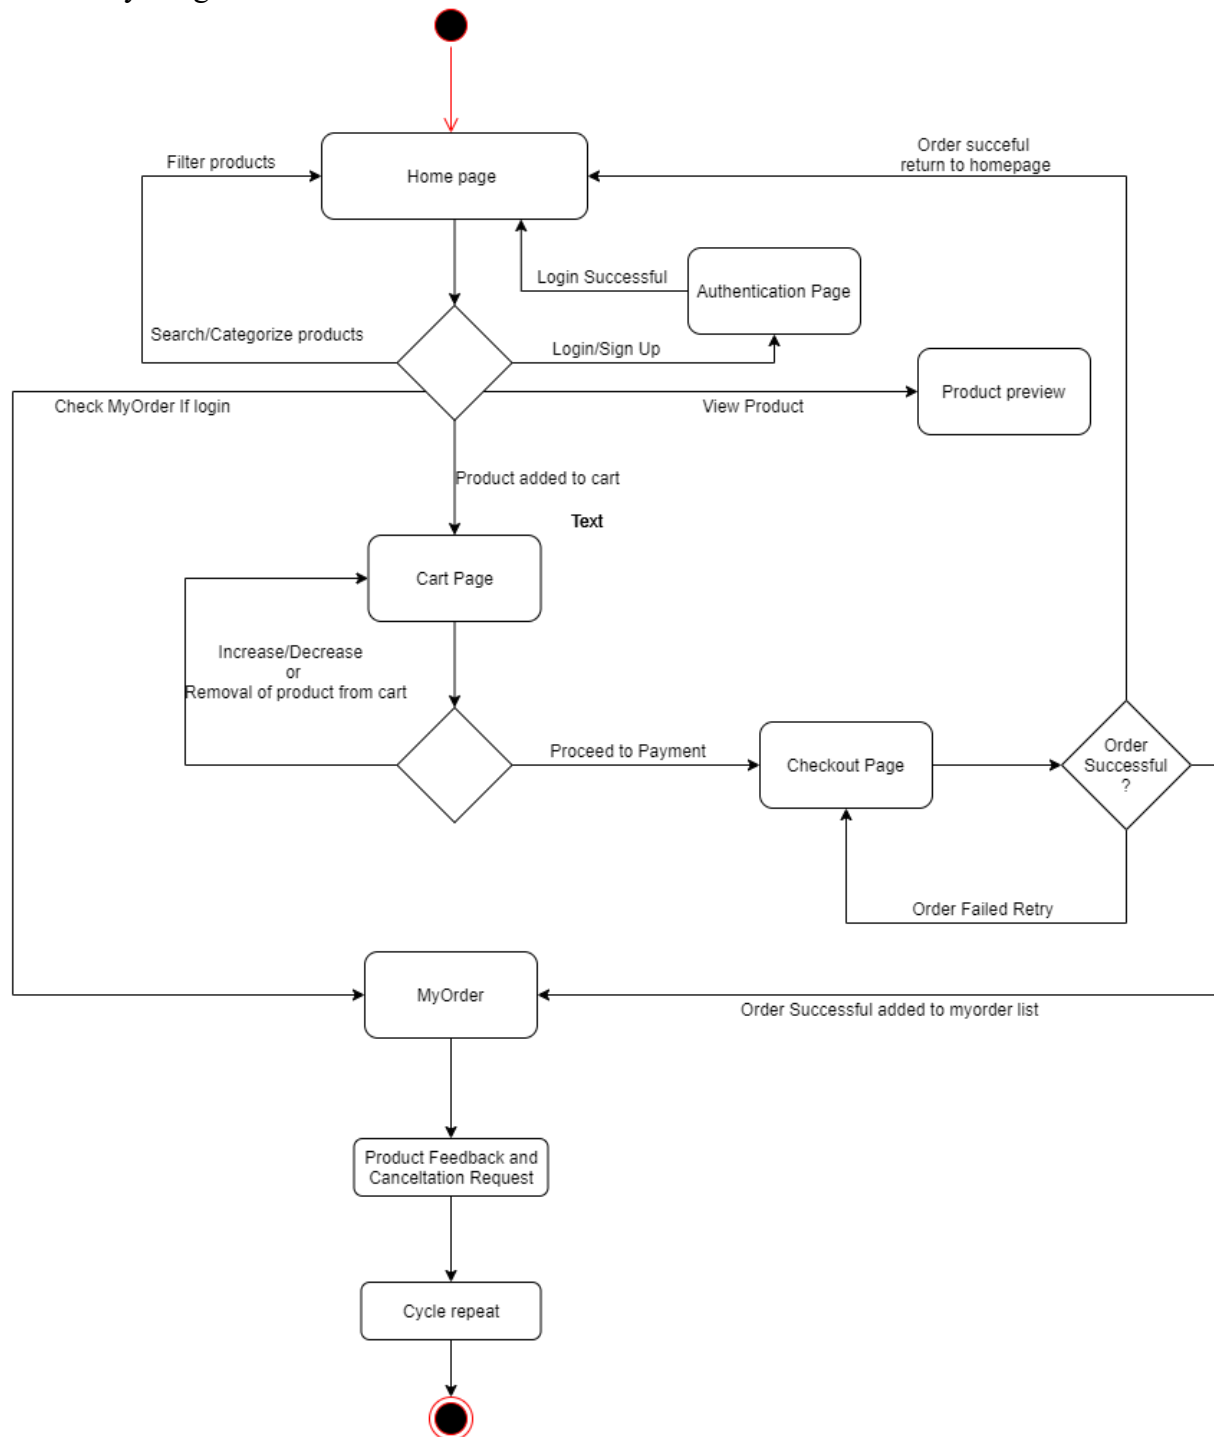 Order succeful
return to homepage
Filter products
Home page
Login Successful
Authentication Page
Search/Categorize products
Login/Sign Up
Check MyOrder If login
View Product
Product preview
Product added to cart
Text
Cart Page
Increase/Decrease
or
Removal of product from cart
Proceed to Payment
Checkout Page
Order
Successful
?
Order Failed Retry
MyOrder
Order Successful added to myorder list
Product Feedback and
Canceltation Request
Cycle repeat